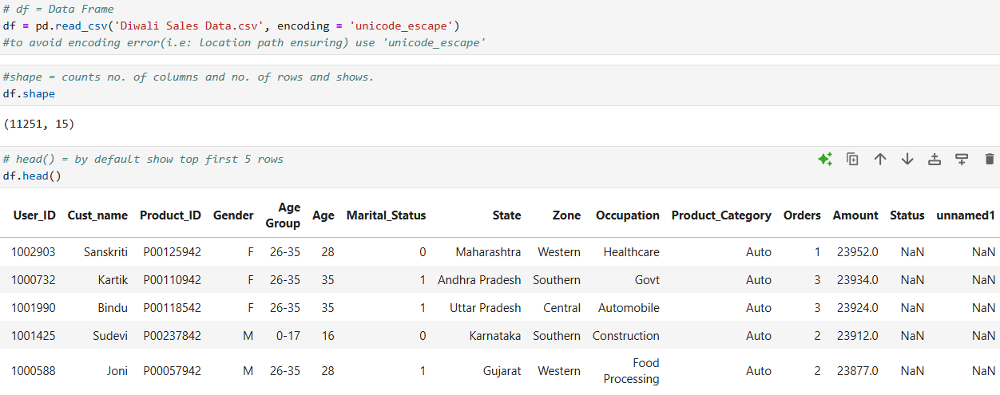 # df = Data Frame
df = pd.read_csv('Diwali Sales Data.csv', encoding = 'unicode_escape')
#to avoid encoding error(i.e: location path ensuring) use 'unicode_escape'
#shape = counts no. of columns and no. of rows and shows.
df.shape
(11251, 15)
# head() = by default show top first 5 rows
df.head()
User_ID Cust_name Product_ID Gender Age Group Age Marital_Status State Zone Occupation Product_Category Orders Amount Status unnamed1
1002903 Sanskriti P00125942 F 26-35 28 0 Maharashtra Western Healthcare Auto 1 23952.0 NaN NaN
1000732 Kartik P00110942 F 26-35 35 1 Andhra Pradesh Southern Govt Auto 3 23934.0 NaN NaN
1001990 Bindu P00118542 F 26-35 35 1 Uttar Pradesh Central Automobile Auto 3 23924.0 NaN NaN
1001425 Sudevi P00237842 M 0-17 16 0 Karnataka Southern Construction Auto 2 23912.0 NaN NaN
1000588 Joni P00057942 M 26-35 28 1 Gujarat Western Food Processing Auto 2 23877.0 NaN NaN